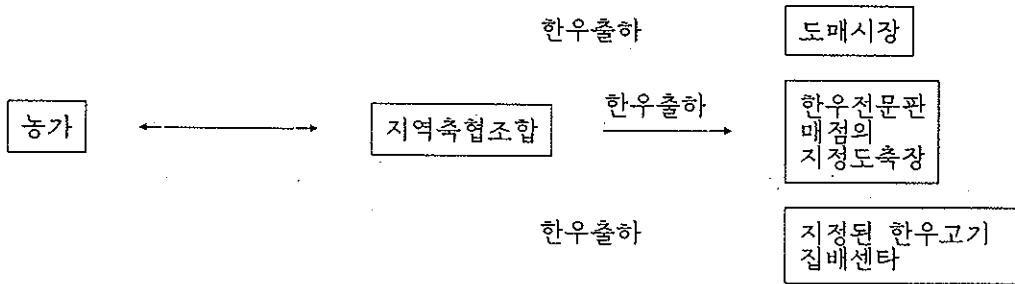 한우출하
도매시장
농가
지역축협조합
한우출하
한우전문판
매점의
지정도축장
한우출하
지정된 한우고기
집배센타